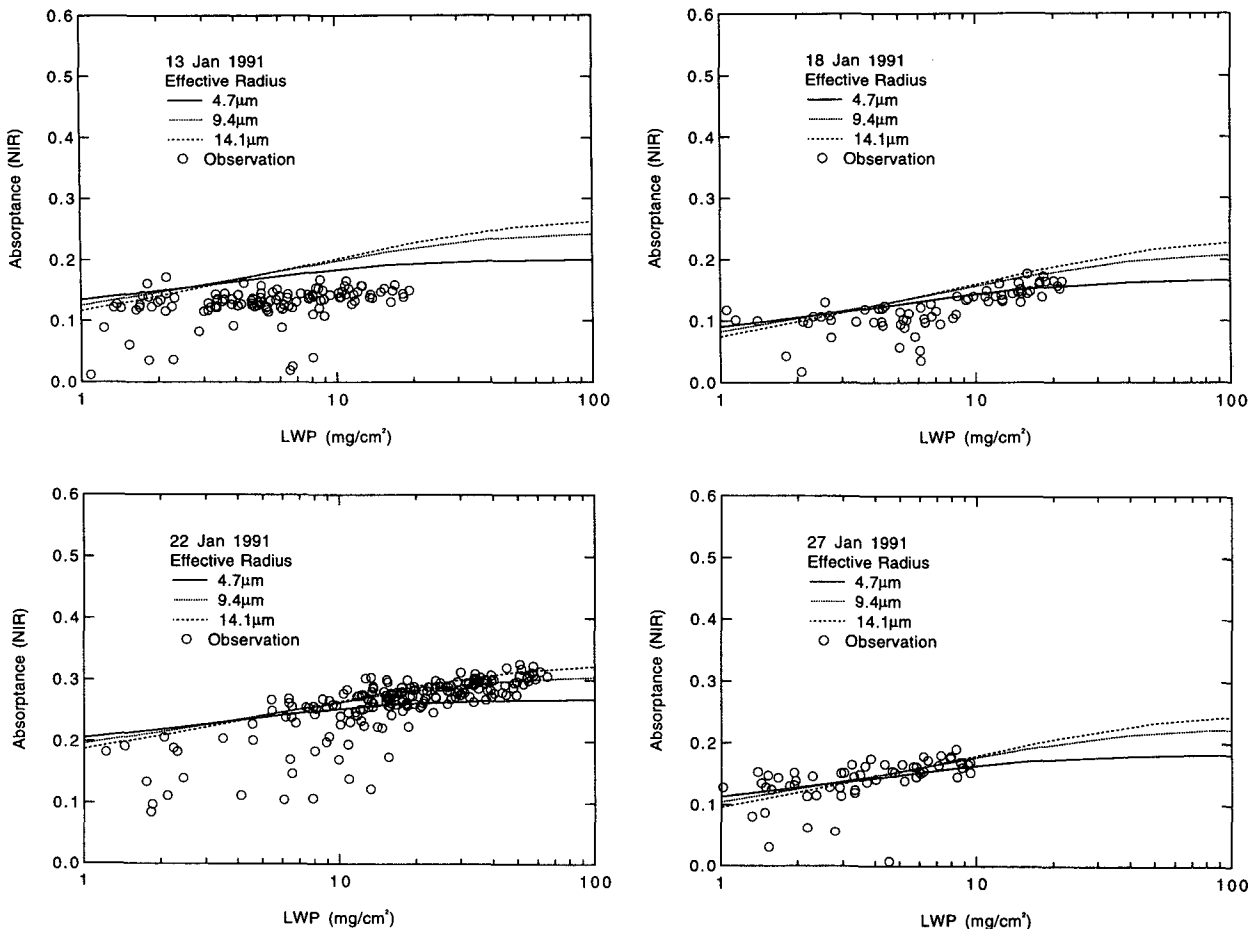 0.6
0.5
0.4
0.3
0.2
0.1
0.0
Absorptance (NIR)
13 Jan 1991
Effective Radius
4.7µm
9.4µm
14.1µm
Observation
1
10
100
LWP (mg/cm²)
0.6
0.5
0.4
0.3
0.2
0.1
0.0
Absorptance (NIR)
18 Jan 1991
Effective Radius
4.7µm
9.4µm
14.1µm
Observation
1
10
100
LWP (mg/cm²)
0.6
0.5
0.4
0.3
0.2
0.1
0.0
Absorptance (NIR)
22 Jan 1991
Effective Radius
4.7µm
9.4µm
14.1µm
Observation
1
10
100
LWP (mg/cm²)
0.6
0.5
0.4
0.3
0.2
0.1
0.0
Absorptance (NIR)
27 Jan 1991
Effective Radius
4.7µm
9.4µm
14.1µm
Observation
1
10
100
LWP (mg/cm²)